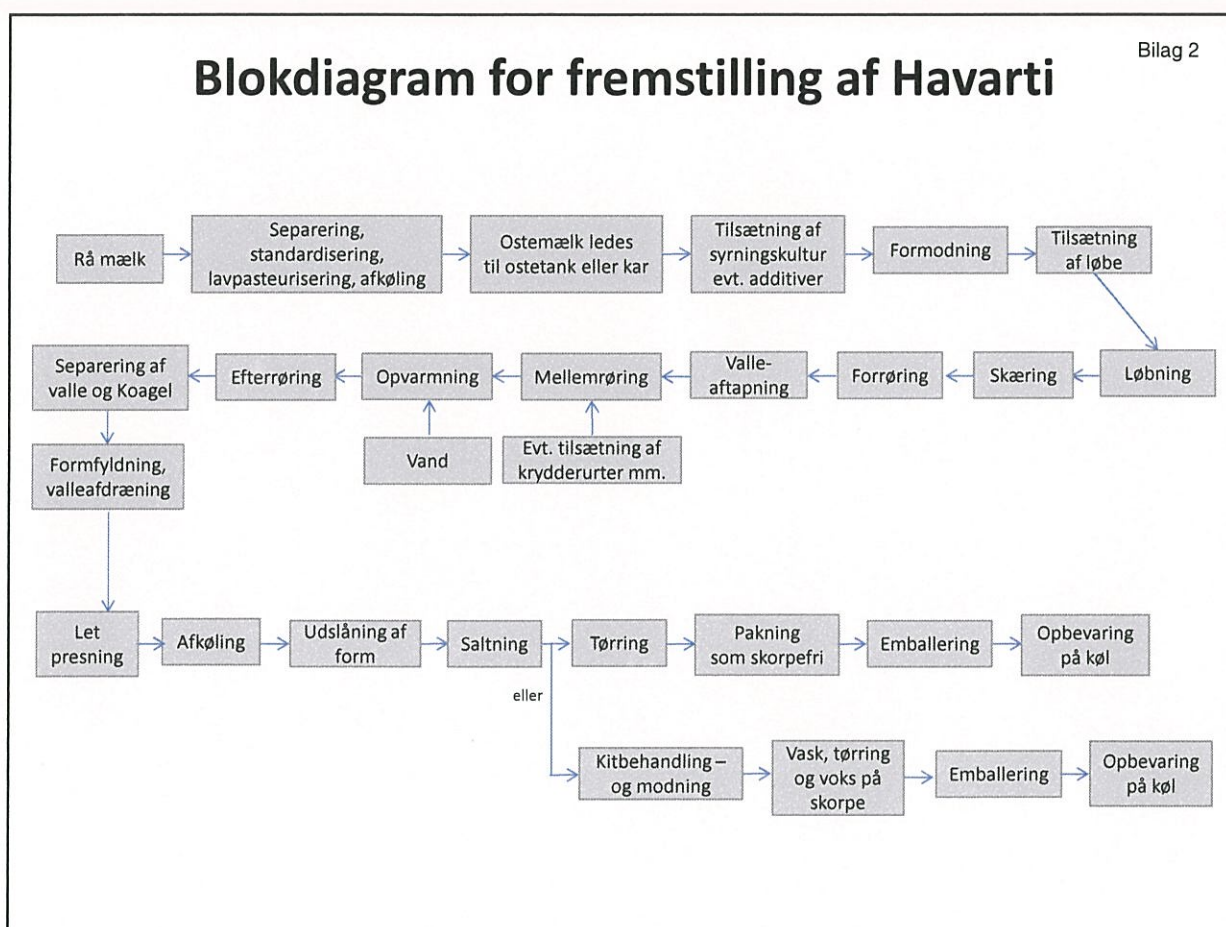 Bilag 2
Blokdiagram for fremstilling af Havarti
Rå mælk
Separering,
standardisering,
lavpasteurisering, afkøling
Ostemælk ledes
til ostetank eller kar
Tilsætning af
syrningskultur
evt. additiver
Formodning
Tilsætning
af løbe
Løbning
Skæring
Forrøring
Valle-
aftapning
Mellemrøring
Evt. tilsætning af
krydderurter mm.
Opvarmning
Vand
Efterrøring
Separering af
valle og Koagel
Formfyldning,
valleafdræning
Let
presning
Afkøling
Udslåning af
form
Saltning
Tørring
Pakning
som skorpefri
Emballering
Opbevaring
på køl
eller
Kitbehandling –
og modning
Vask, tørring
og voks på
skorpe
Emballering
Opbevaring
på køl